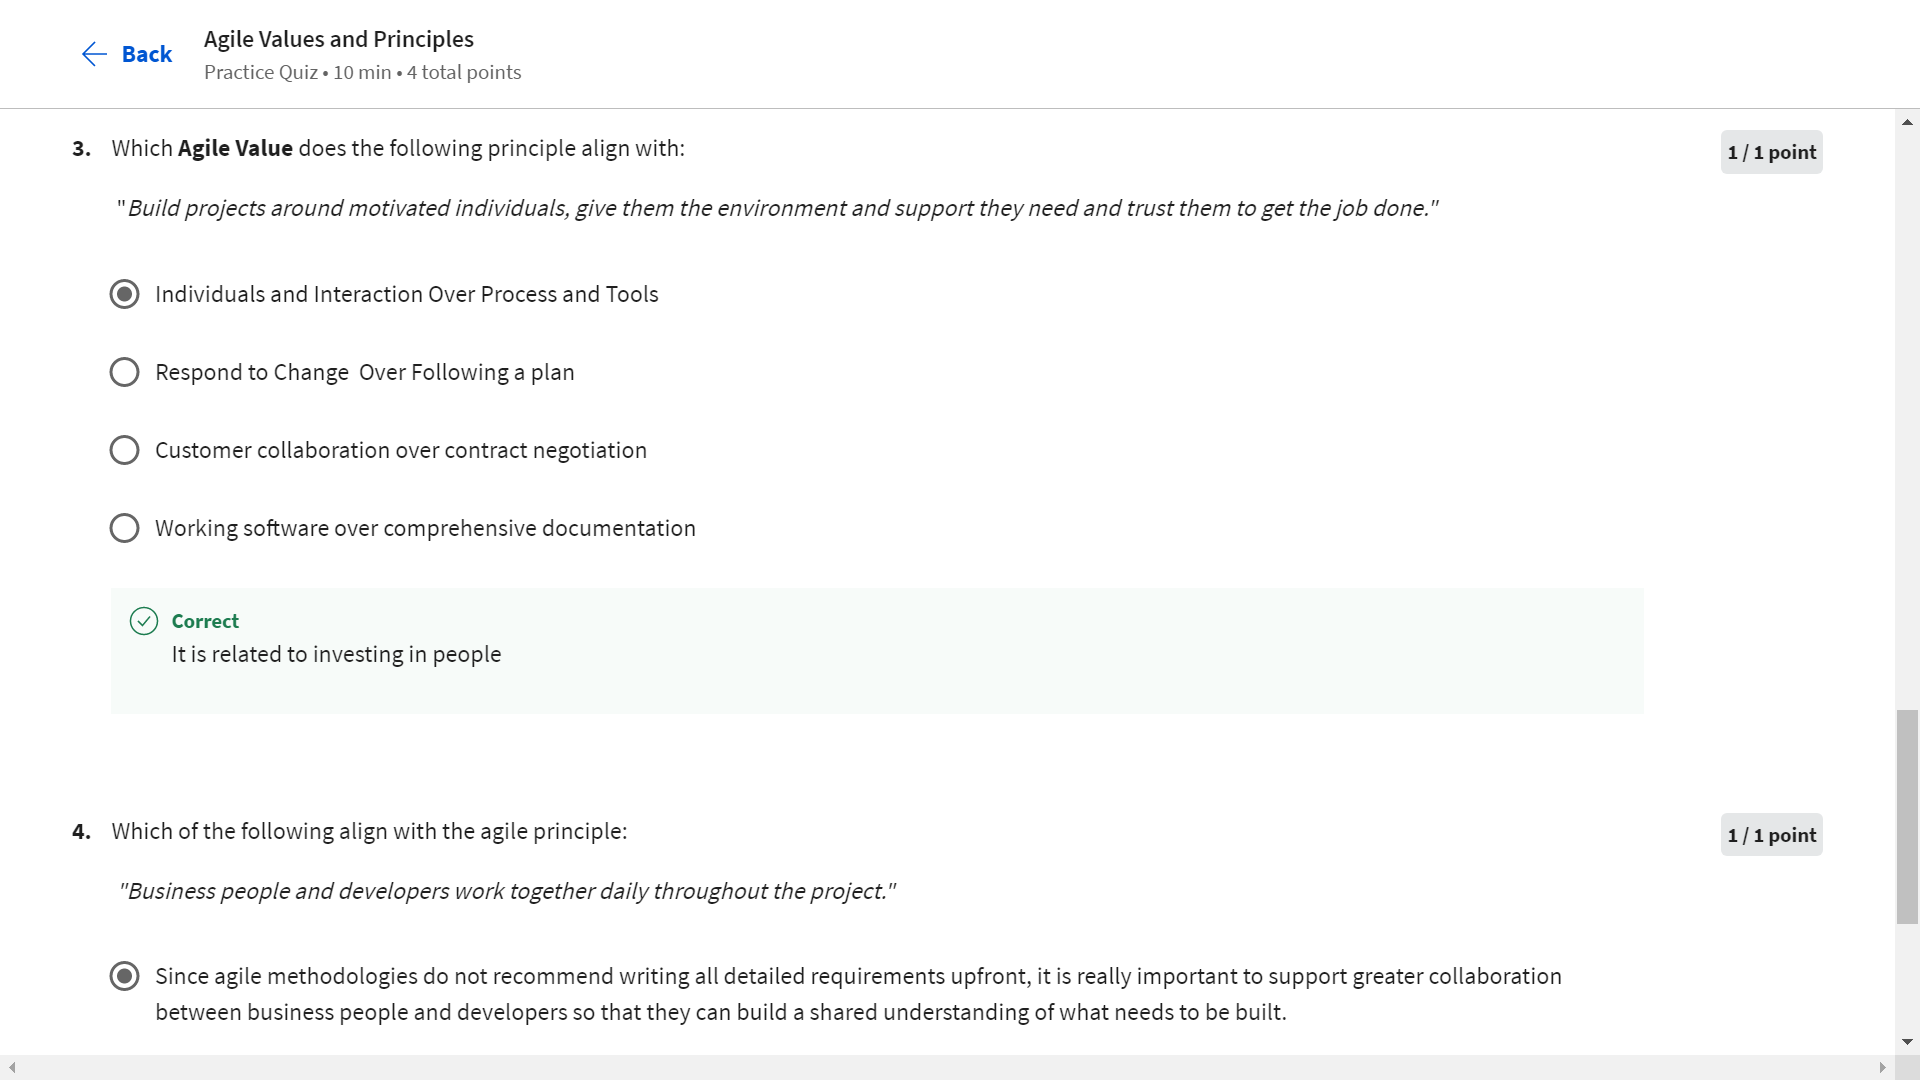 Back
Agile Values and Principles
Practice Quiz • 10 min • 4 total points
3. Which Agile Value does the following principle align with:
1 / 1 point
"Build projects around motivated individuals, give them the environment and support they need and trust them to get the job done."
Individuals and Interaction Over Process and Tools
Respond to Change  Over Following a plan
Customer collaboration over contract negotiation
Working software over comprehensive documentation
Correct
It is related to investing in people
4. Which of the following align with the agile principle:
1 / 1 point
"Business people and developers work together daily throughout the project."
Since agile methodologies do not recommend writing all detailed requirements upfront, it is really important to support greater collaboration
between business people and developers so that they can build a shared understanding of what needs to be built.